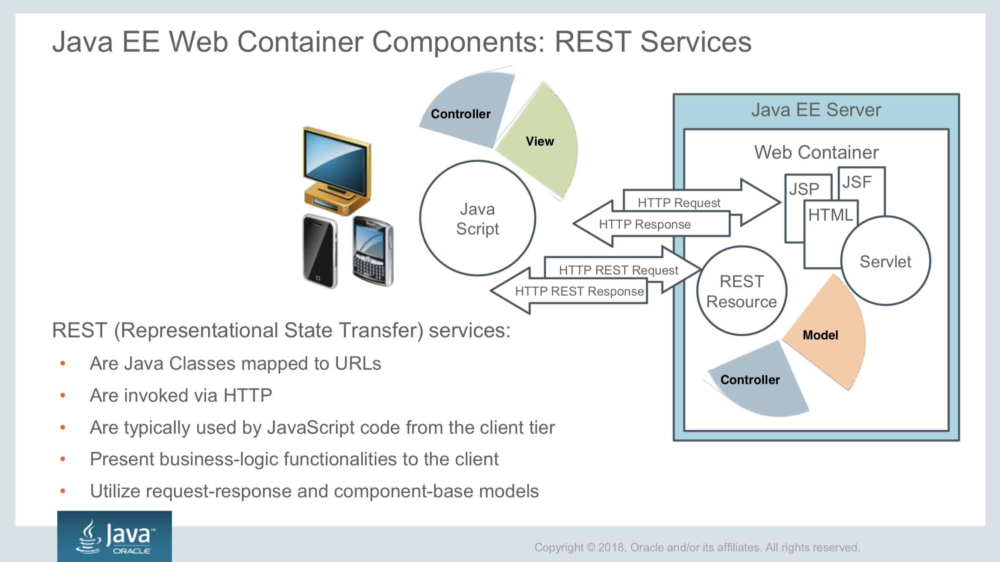 Java EE Web Container Components: REST Services
Controller
View
Java EE Server
Web Container
JSP
JSF
HTML
Servlet
Java
Script
HTTP Request
HTTP Response
HTTP REST Request
HTTP REST Response
REST
Resource
Model
Controller
REST (Representational State Transfer) services:
• Are Java Classes mapped to URLs
• Are invoked via HTTP
• Are typically used by JavaScript code from the client tier
• Present business-logic functionalities to the client
• Utilize request-response and component-base models
Java™
ORACLE
Copyright © 2018, Oracle and/or its affiliates. All rights reserved.